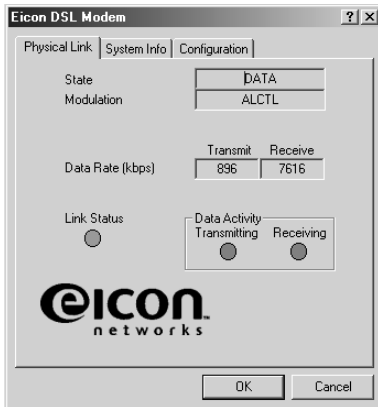 Eicon DSL Modem
Physical Link System Info Configuration
State DATA
Modulation ALCTL
Transmit Receive
Data Rate (kbps) 896 7616
Link Status
Data Activity
Transmitting Receiving
eicon
networks
OK Cancel